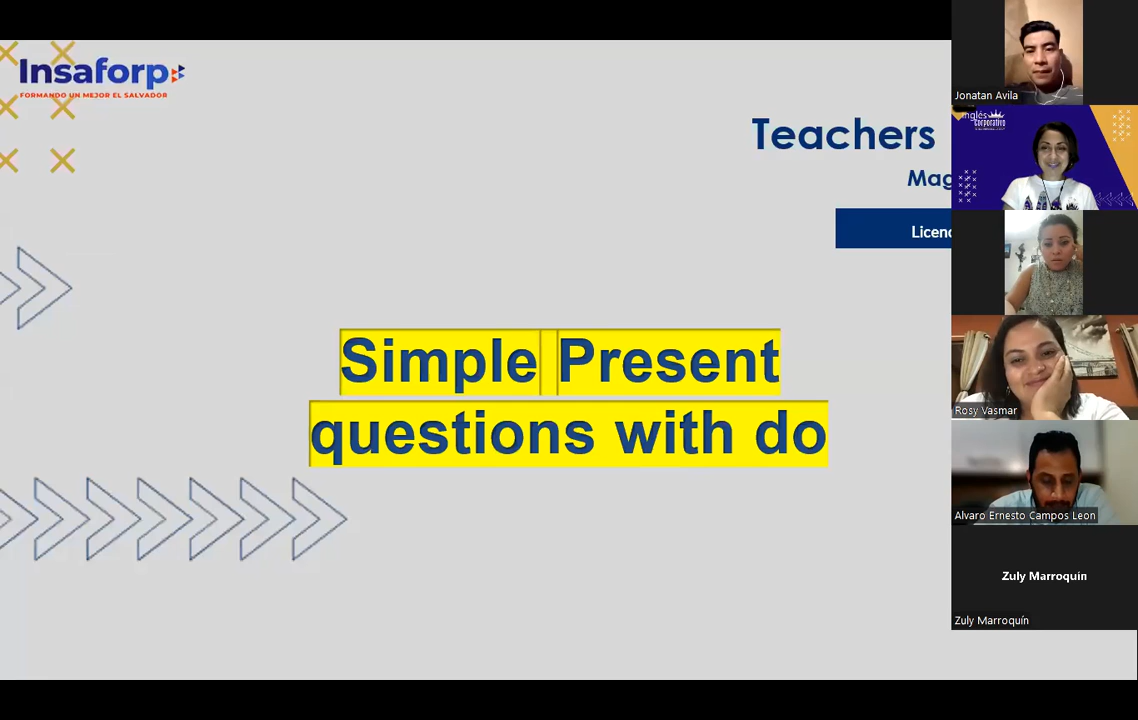 Insaforp
FORMANDO UN MEJOR EL SALVADOR
Teachers
Mag
Licenc
Simple Present
questions with do
Jonatan Avila
Inglés
corporativo
Rosy Vasmar
Alvaro Ernesto Campos Leon
Zuly Marroquín
Zuly Marroquín